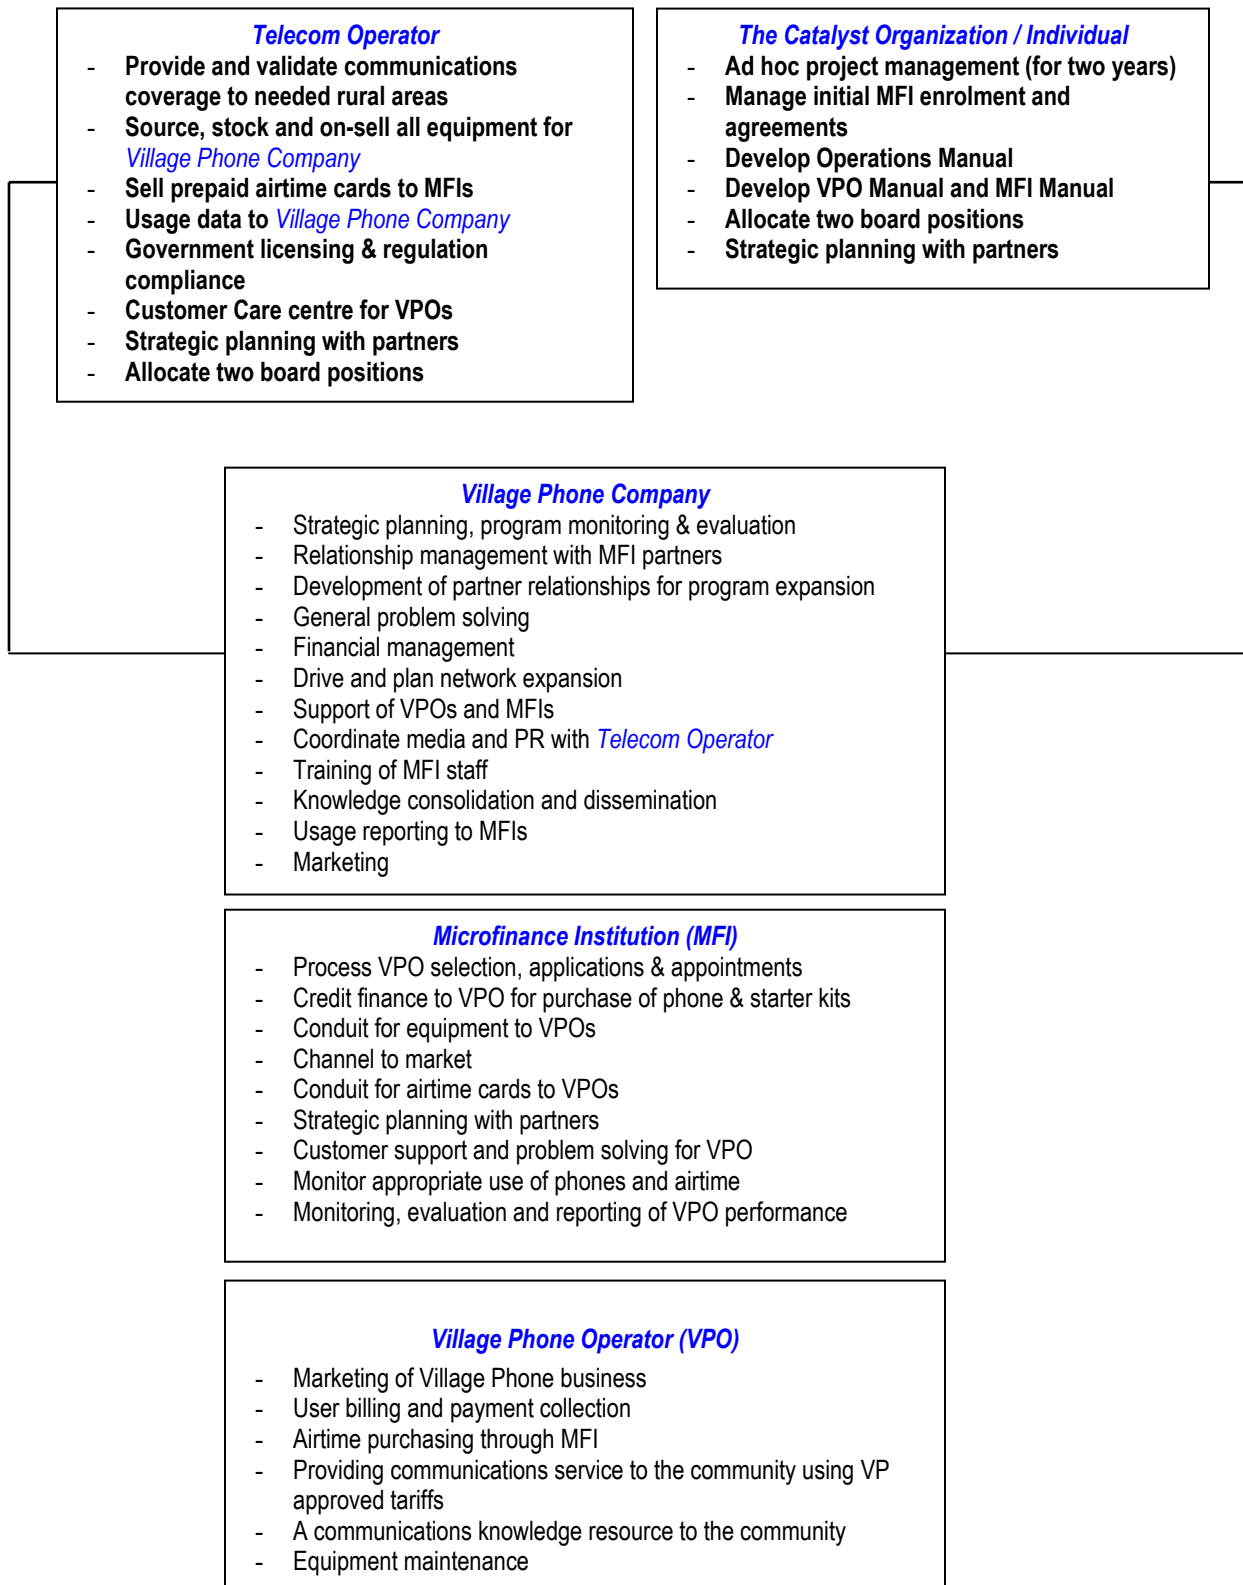 Telecom Operator
- Provide and validate communications
coverage to needed rural areas
- Source, stock and on-sell all equipment for
Village Phone Company
- Sell prepaid airtime cards to MFIs
- Usage data to Village Phone Company
- Government licensing & regulation
compliance
- Customer Care centre for VPOs
- Strategic planning with partners
- Allocate two board positions
The Catalyst Organization / Individual
- Ad hoc project management (for two years)
- Manage initial MFI enrolment and
agreements
- Develop Operations Manual
- Develop VPO Manual and MFI Manual
- Allocate two board positions
- Strategic planning with partners
Village Phone Company
- Strategic planning, program monitoring & evaluation
- Relationship management with MFI partners
- Development of partner relationships for program expansion
- General problem solving
- Financial management
- Drive and plan network expansion
- Support of VPOs and MFIs
- Coordinate media and PR with Telecom Operator
- Training of MFI staff
- Knowledge consolidation and dissemination
- Usage reporting to MFIs
- Marketing
Microfinance Institution (MFI)
- Process VPO selection, applications & appointments
- Credit finance to VPO for purchase of phone & starter kits
- Conduit for equipment to VPOs
- Channel to market
- Conduit for airtime cards to VPOs
- Strategic planning with partners
- Customer support and problem solving for VPO
- Monitor appropriate use of phones and airtime
- Monitoring, evaluation and reporting of VPO performance
Village Phone Operator (VPO)
- Marketing of Village Phone business
- User billing and payment collection
- Airtime purchasing through MFI
- Providing communications service to the community using VP
approved tariffs
- A communications knowledge resource to the community
- Equipment maintenance